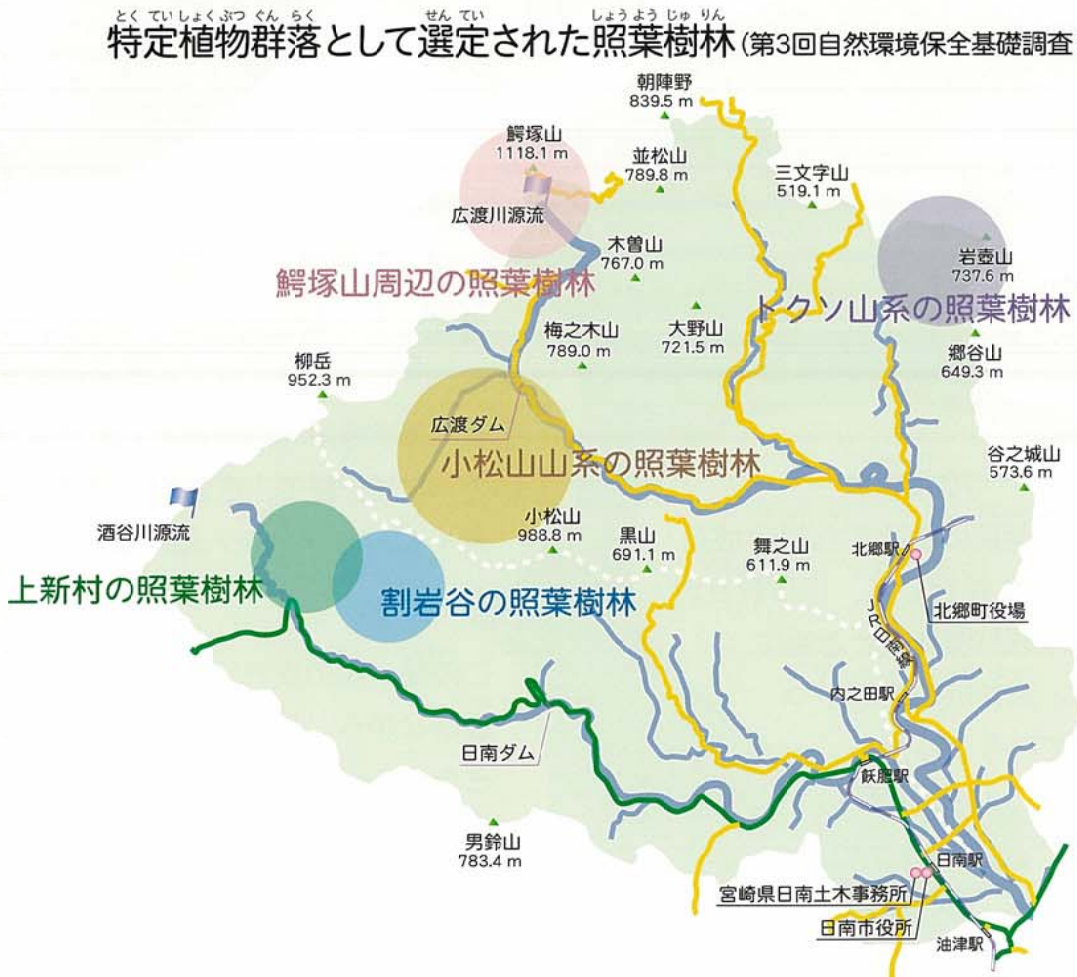 とくていしょくぶつぐんらく せんてい しょうようじゅりん
特定植物群落として選定された照葉樹林(第3回自然環境保全基礎調査
朝陣野
839.5 m
鰐塚山
1118.1 m
並松山
789.8 m
三文字山
519.1 m
広渡川源流
木曽山
767.0 m
岩壺山
737.6 m
鰐塚山周辺の照葉樹林
トクソ山系の照葉樹林
梅之木山
789.0 m
大野山
721.5 m
郷谷山
649.3 m
柳岳
952.3 m
広渡ダム
小松山山系の照葉樹林
谷之城山
573.6 m
酒谷川源流
小松山
988.8 m
黒山
691.1 m
舞之山
611.9 m
北郷駅
上新村の照葉樹林
割岩谷の照葉樹林
北郷町役場
JR日南線
内之田駅
日南ダム
飫肥駅
男鈴山
783.4 m
日南駅
宮崎県日南土木事務所
日南市役所
油津駅